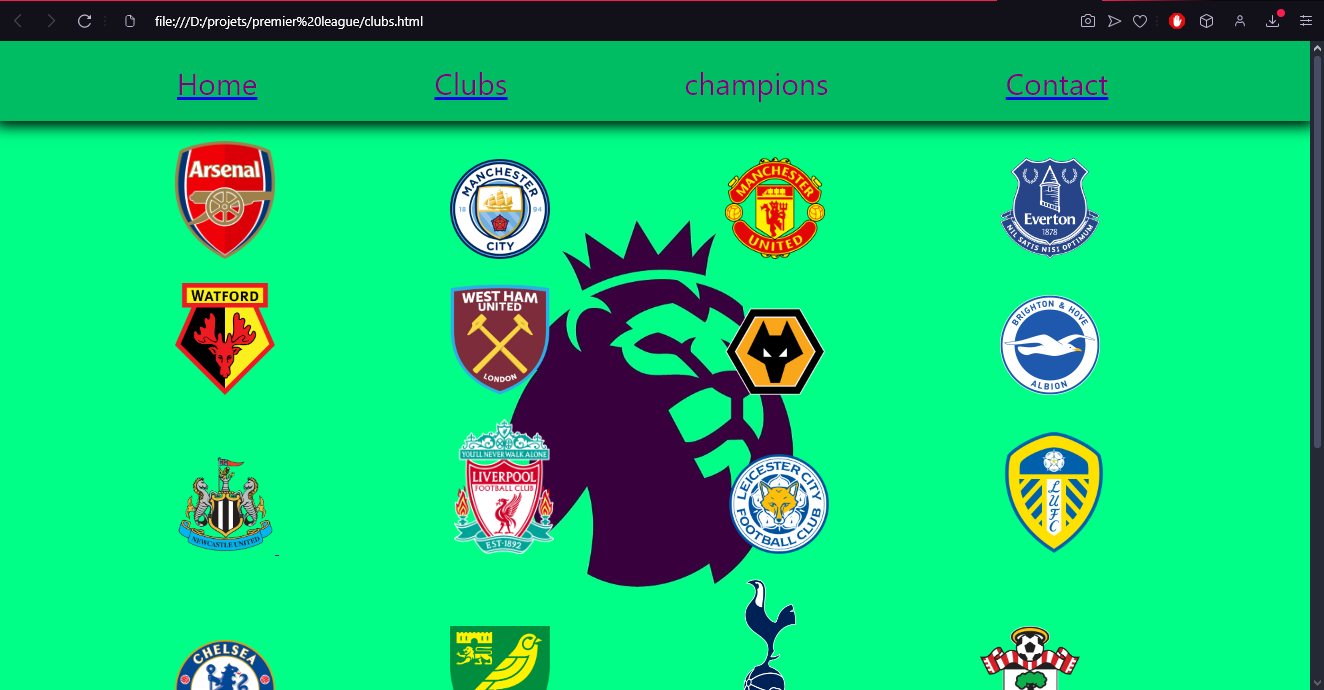 file:///D:/projets/premier%20league/clubs.html
Home Clubs champions Contact
Arsenal
MANCHESTER
18 94
CITY
MANCHESTER
UNITED
Everton
1878
NIL SATIS NISI OPTIMUM
WATFORD
WEST HAM
UNITED
LONDON
BRIGHTON & HOVE
ALBION
NEWCASTLE UNITED
YOU'LL NEVER WALK ALONE
LIVERPOOL
FOOTBALL CLUB
EST·1892
LEICESTER CITY
FOOTBALL CLUB
LUFC
CHELSEA